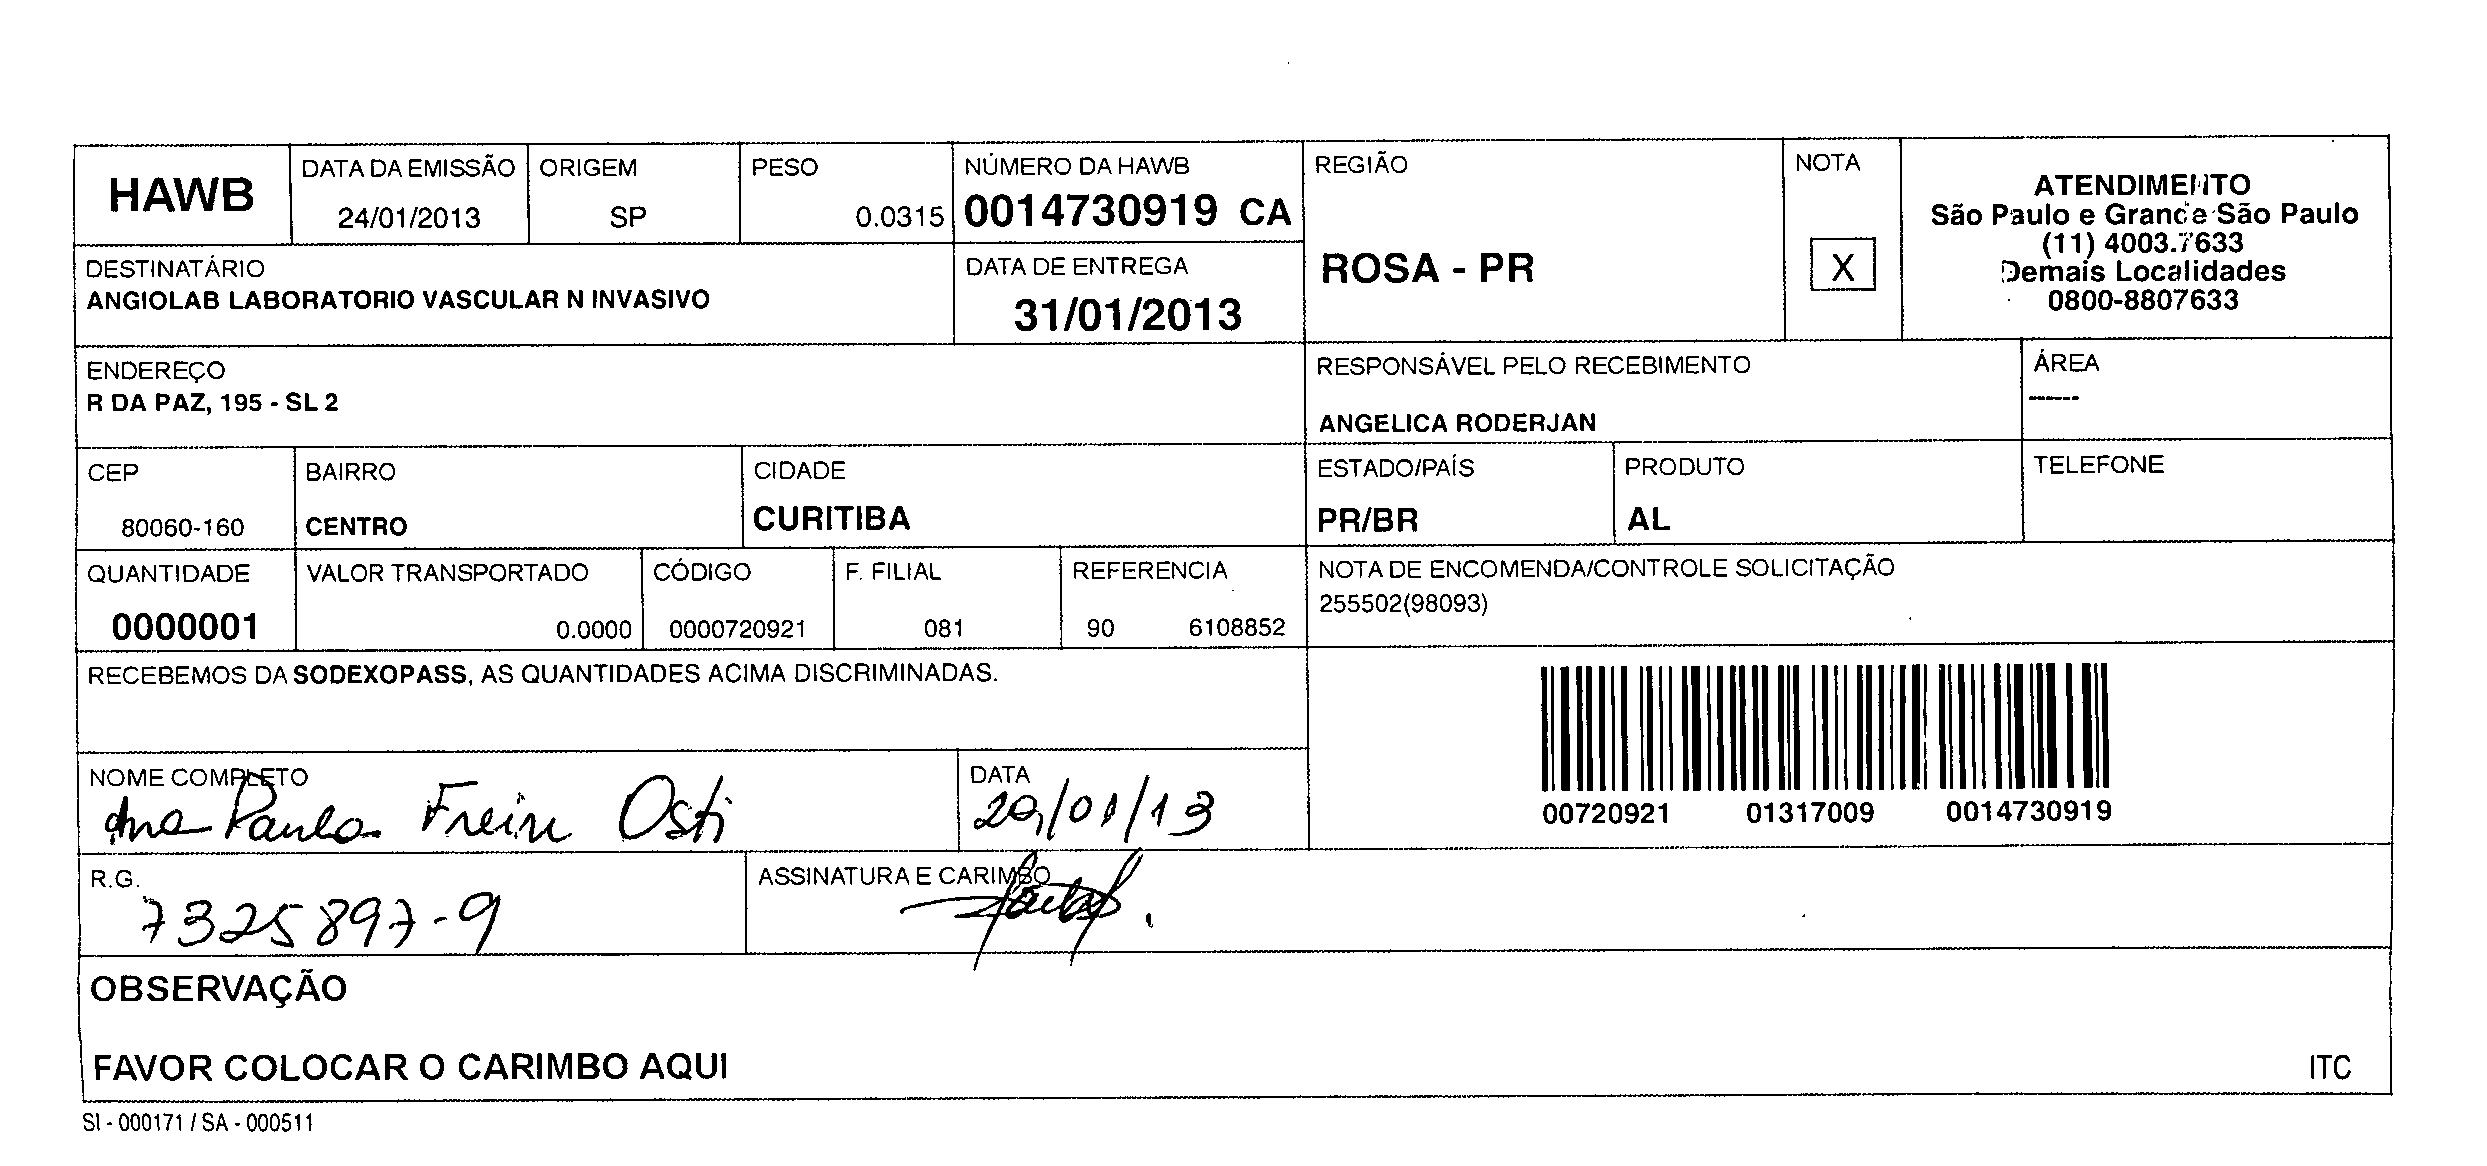 HAWB
DATA DA EMISSÃO
24/01/2013
ORIGEM
SP
PESO
0.0315
NÚMERO DA HAWB
0014730919 CA
REGIÃO
ROSA - PR
NOTA
X
ATENDIMENTO
São Paulo e Grande São Paulo
(11) 4003.7633
Demais Localidades
0800-8807633
DESTINATÁRIO
ANGIOLAB LABORATORIO VASCULAR N INVASIVO
DATA DE ENTREGA
31/01/2013
ENDEREÇO
R DA PAZ, 195 - SL 2
RESPONSÁVEL PELO RECEBIMENTO
ANGELICA RODERJAN
ÁREA
------
CEP
80060-160
BAIRRO
CENTRO
CIDADE
CURITIBA
ESTADO/PAÍS
PR/BR
PRODUTO
AL
TELEFONE
QUANTIDADE
0000001
VALOR TRANSPORTADO
0.0000
CÓDIGO
0000720921
F. FILIAL
081
REFERENCIA
90 6108852
NOTA DE ENCOMENDA/CONTROLE SOLICITAÇÃO
255502(98093)
RECEBEMOS DA SODEXOPASS, AS QUANTIDADES ACIMA DISCRIMINADAS.
00720921 01317009 0014730919
NOME COMPLETO
Ana Paula Freire Osti
DATA
29/01/13
R.G.
7325897-9
ASSINATURA E CARIMBO
OBSERVAÇÃO
FAVOR COLOCAR O CARIMBO AQUI
ITC
SI - 000171 / SA - 000511